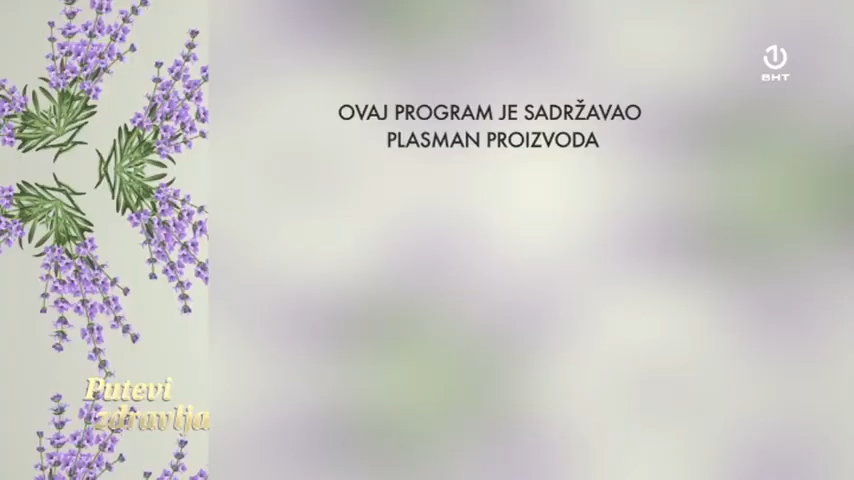 BHT
OVAJ PROGRAM JE SADRŽAVAO
PLASMAN PROIZVODA
Putevi
zdravlja